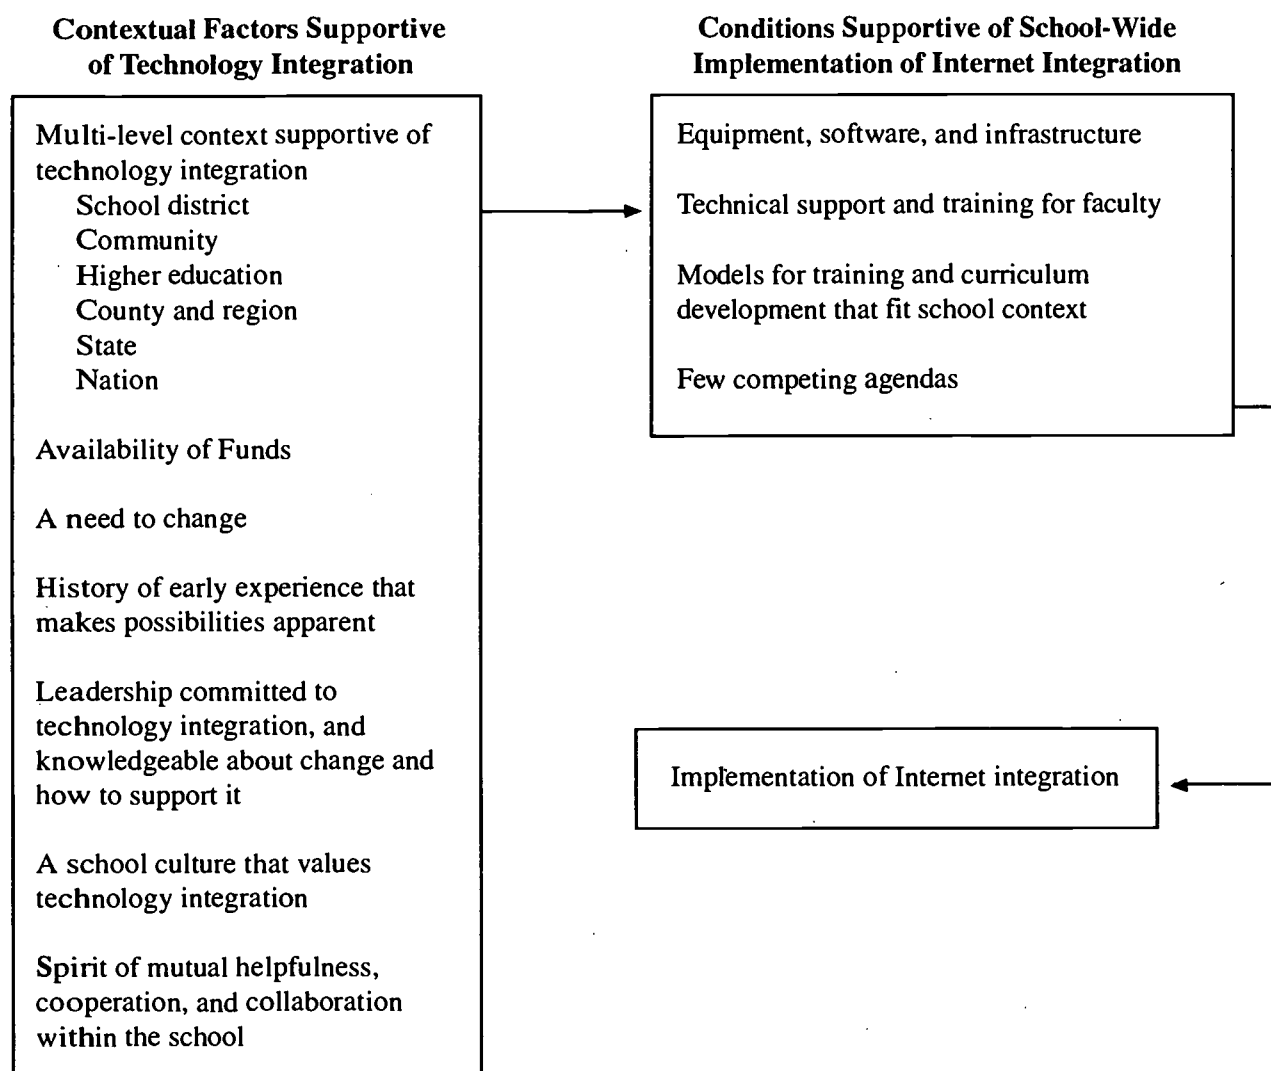 Contextual Factors Supportive
of Technology Integration
Multi-level context supportive of
technology integration
School district
Community
Higher education
County and region
State
Nation
Availability of Funds
A need to change
History of early experience that
makes possibilities apparent
Leadership committed to
technology integration, and
knowledgeable about change and
how to support it
A school culture that values
technology integration
Spirit of mutual helpfulness,
cooperation, and collaboration
within the school
Conditions Supportive of School-Wide
Implementation of Internet Integration
Equipment, software, and infrastructure
Technical support and training for faculty
Models for training and curriculum
development that fit school context
Few competing agendas
Implementation of Internet integration